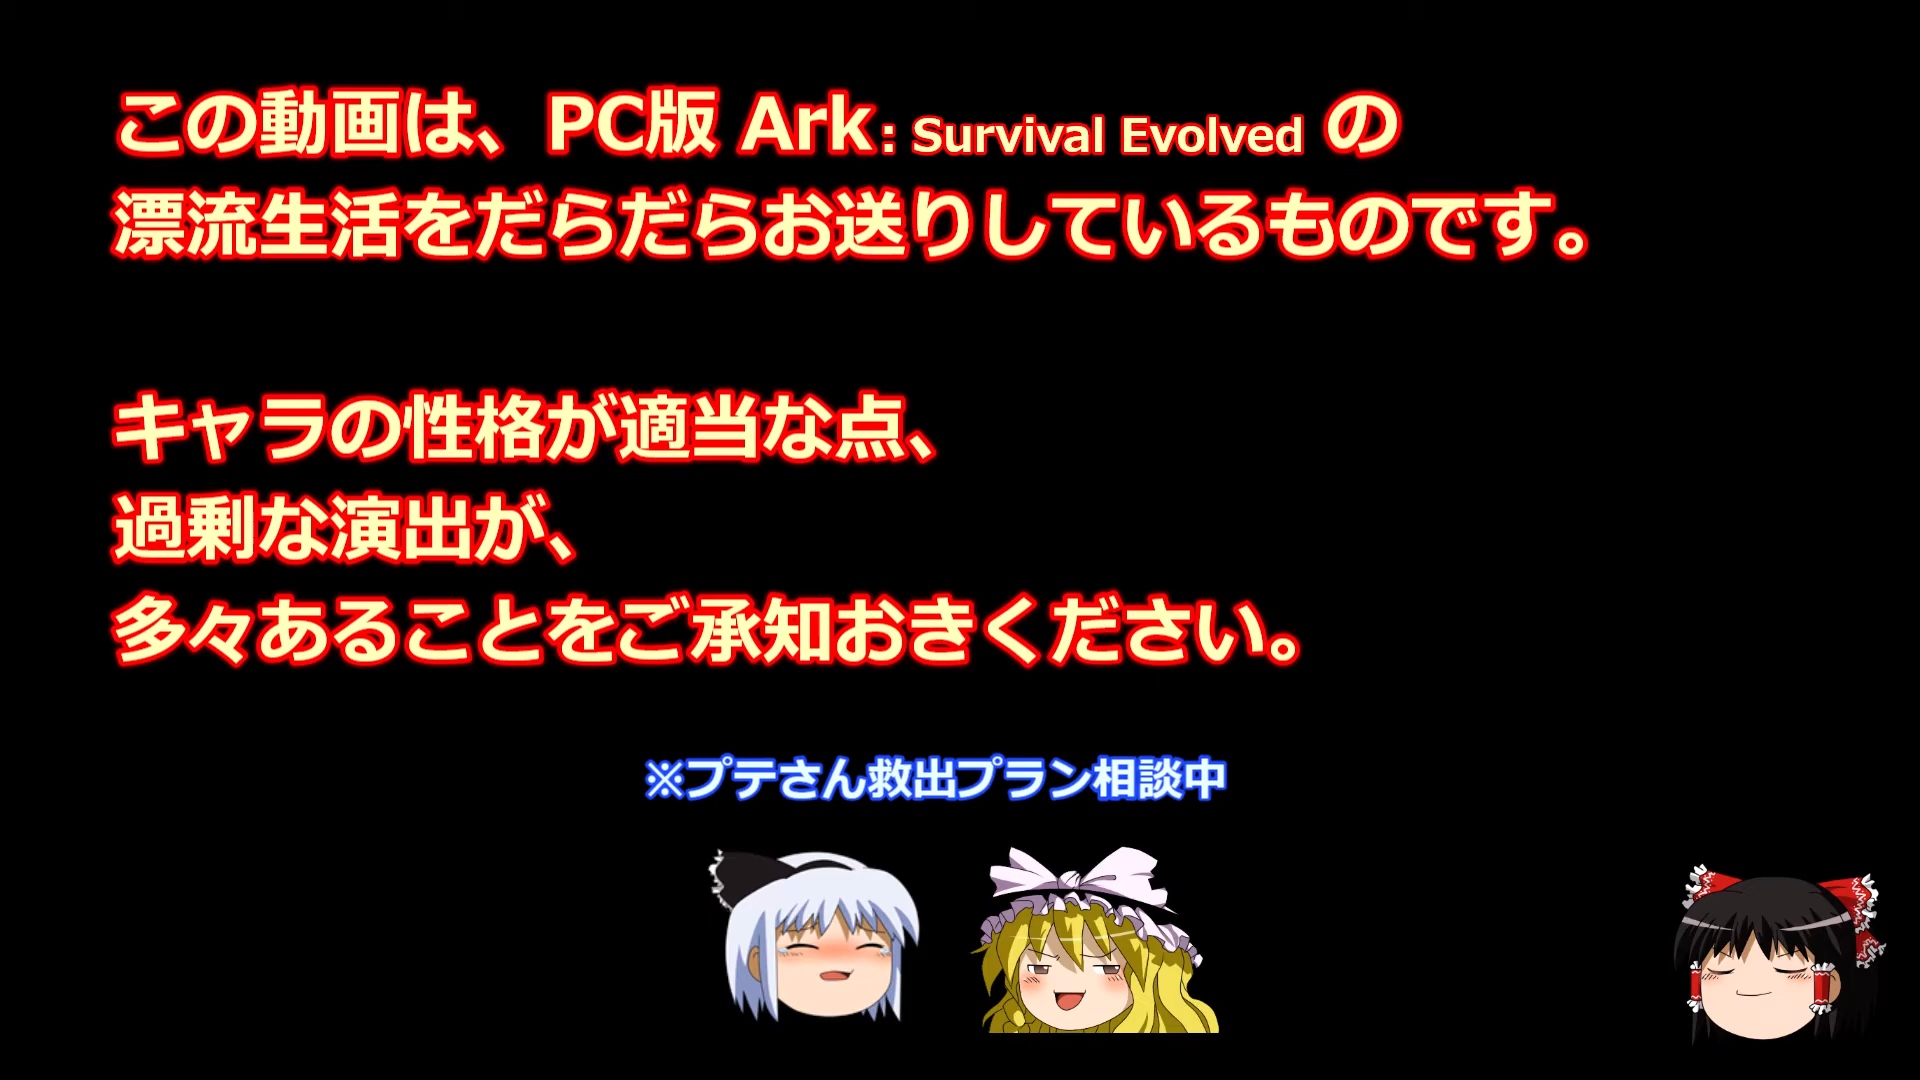 この動画は、PC版 Ark: Survival Evolved の
漂流生活をだらだらお送りしているものです。
キャラの性格が適当な点、
過剰な演出が、
多々あることをご承知おきください。
※プテさん救出プラン相談中